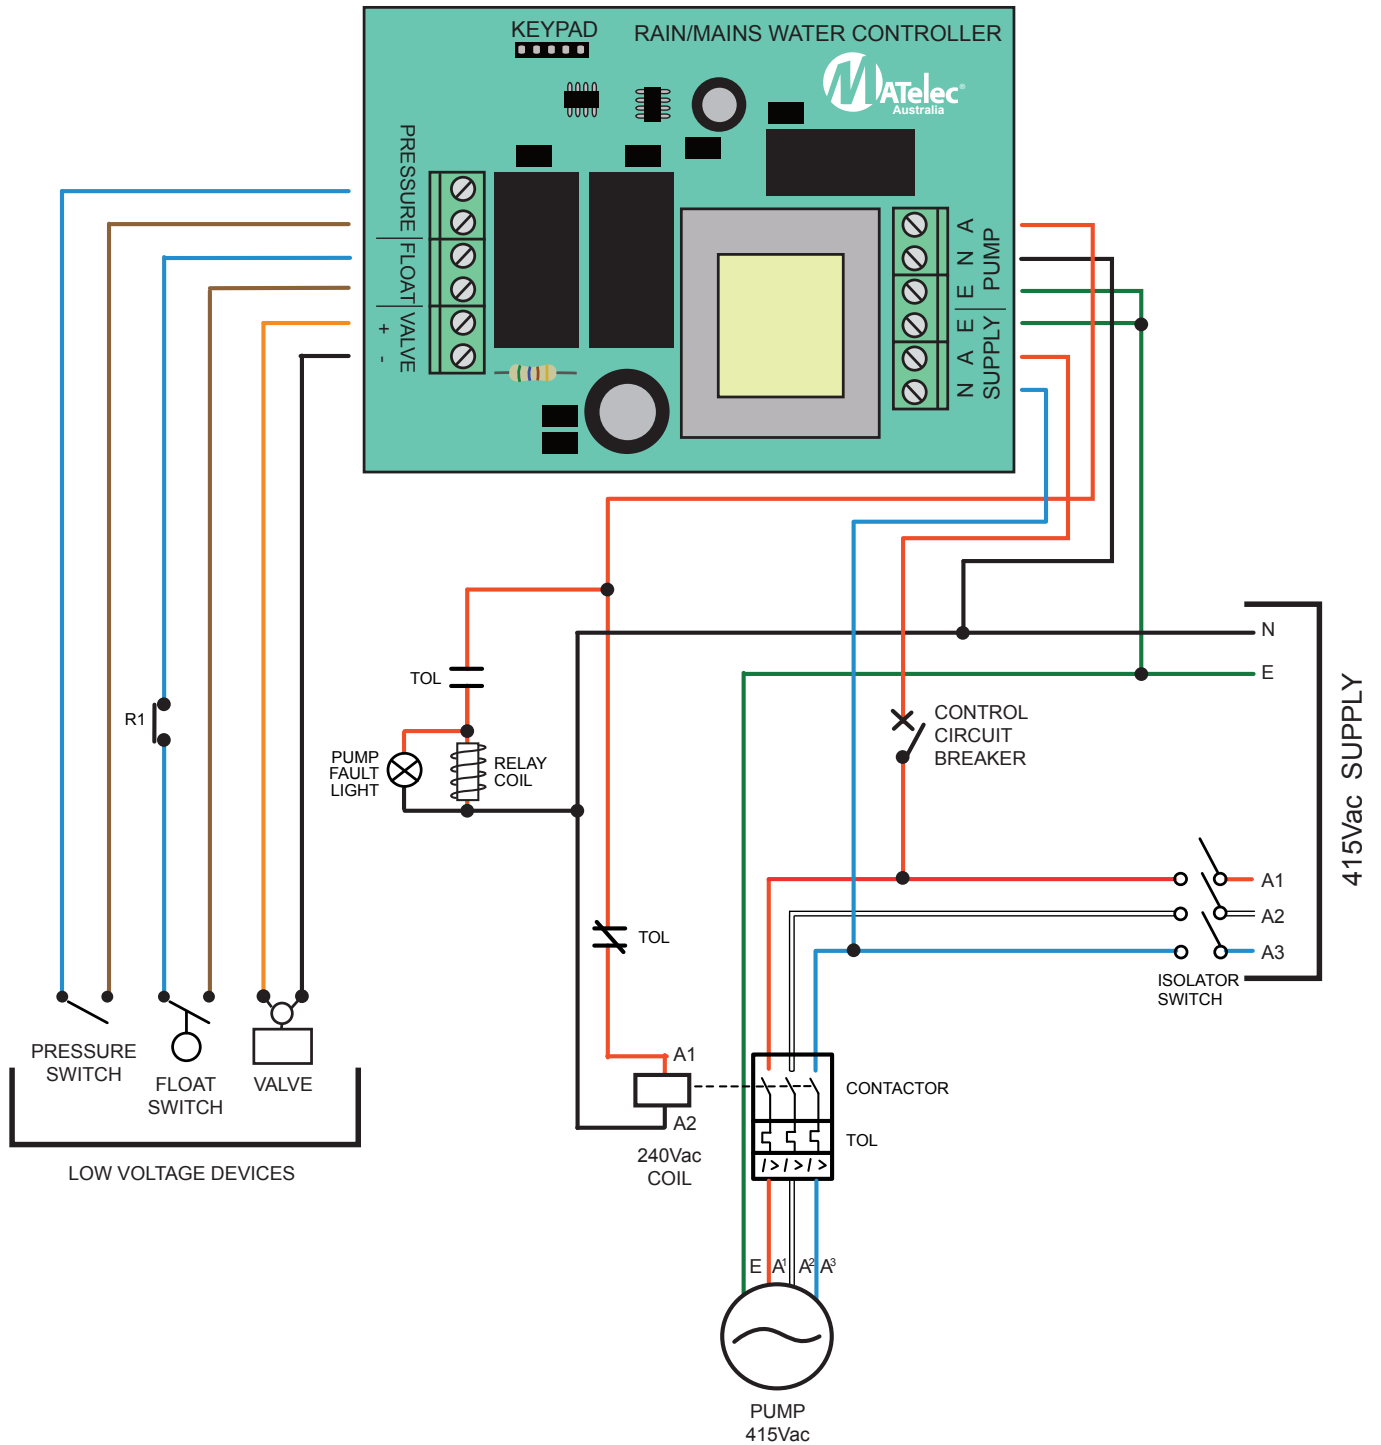 KEYPAD
RAIN/MAINS WATER CONTROLLER
MATelec®
Australia
PRESSURE
FLOAT
VALVE
+
-
A
N
E
PUMP
E
A
N
SUPPLY
N
E
415Vac SUPPLY
TOL
R1
CONTROL
CIRCUIT
BREAKER
PUMP
FAULT
LIGHT
RELAY
COIL
A1
A2
A3
TOL
ISOLATOR
SWITCH
PRESSURE
SWITCH
FLOAT
SWITCH
VALVE
LOW VOLTAGE DEVICES
A1
A2
240Vac
COIL
CONTACTOR
TOL
I> I> I>
E A¹ A² A³
PUMP
415Vac